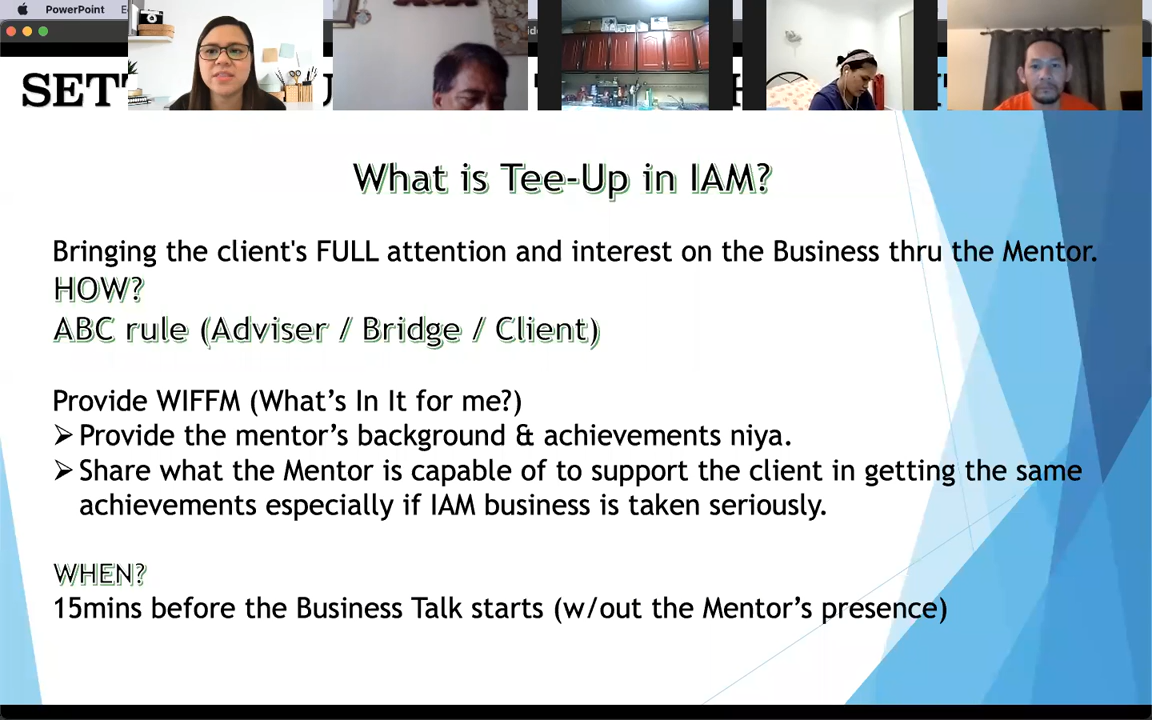 PowerPoint
SETT
What is Tee-Up in IAM?
Bringing the client's FULL attention and interest on the Business thru the Mentor.
HOW?
ABC rule (Adviser / Bridge / Client)
Provide WIFFM (What’s In It for me?)
➢ Provide the mentor’s background & achievements niya.
➢ Share what the Mentor is capable of to support the client in getting the same
achievements especially if IAM business is taken seriously.
WHEN?
15mins before the Business Talk starts (w/out the Mentor’s presence)